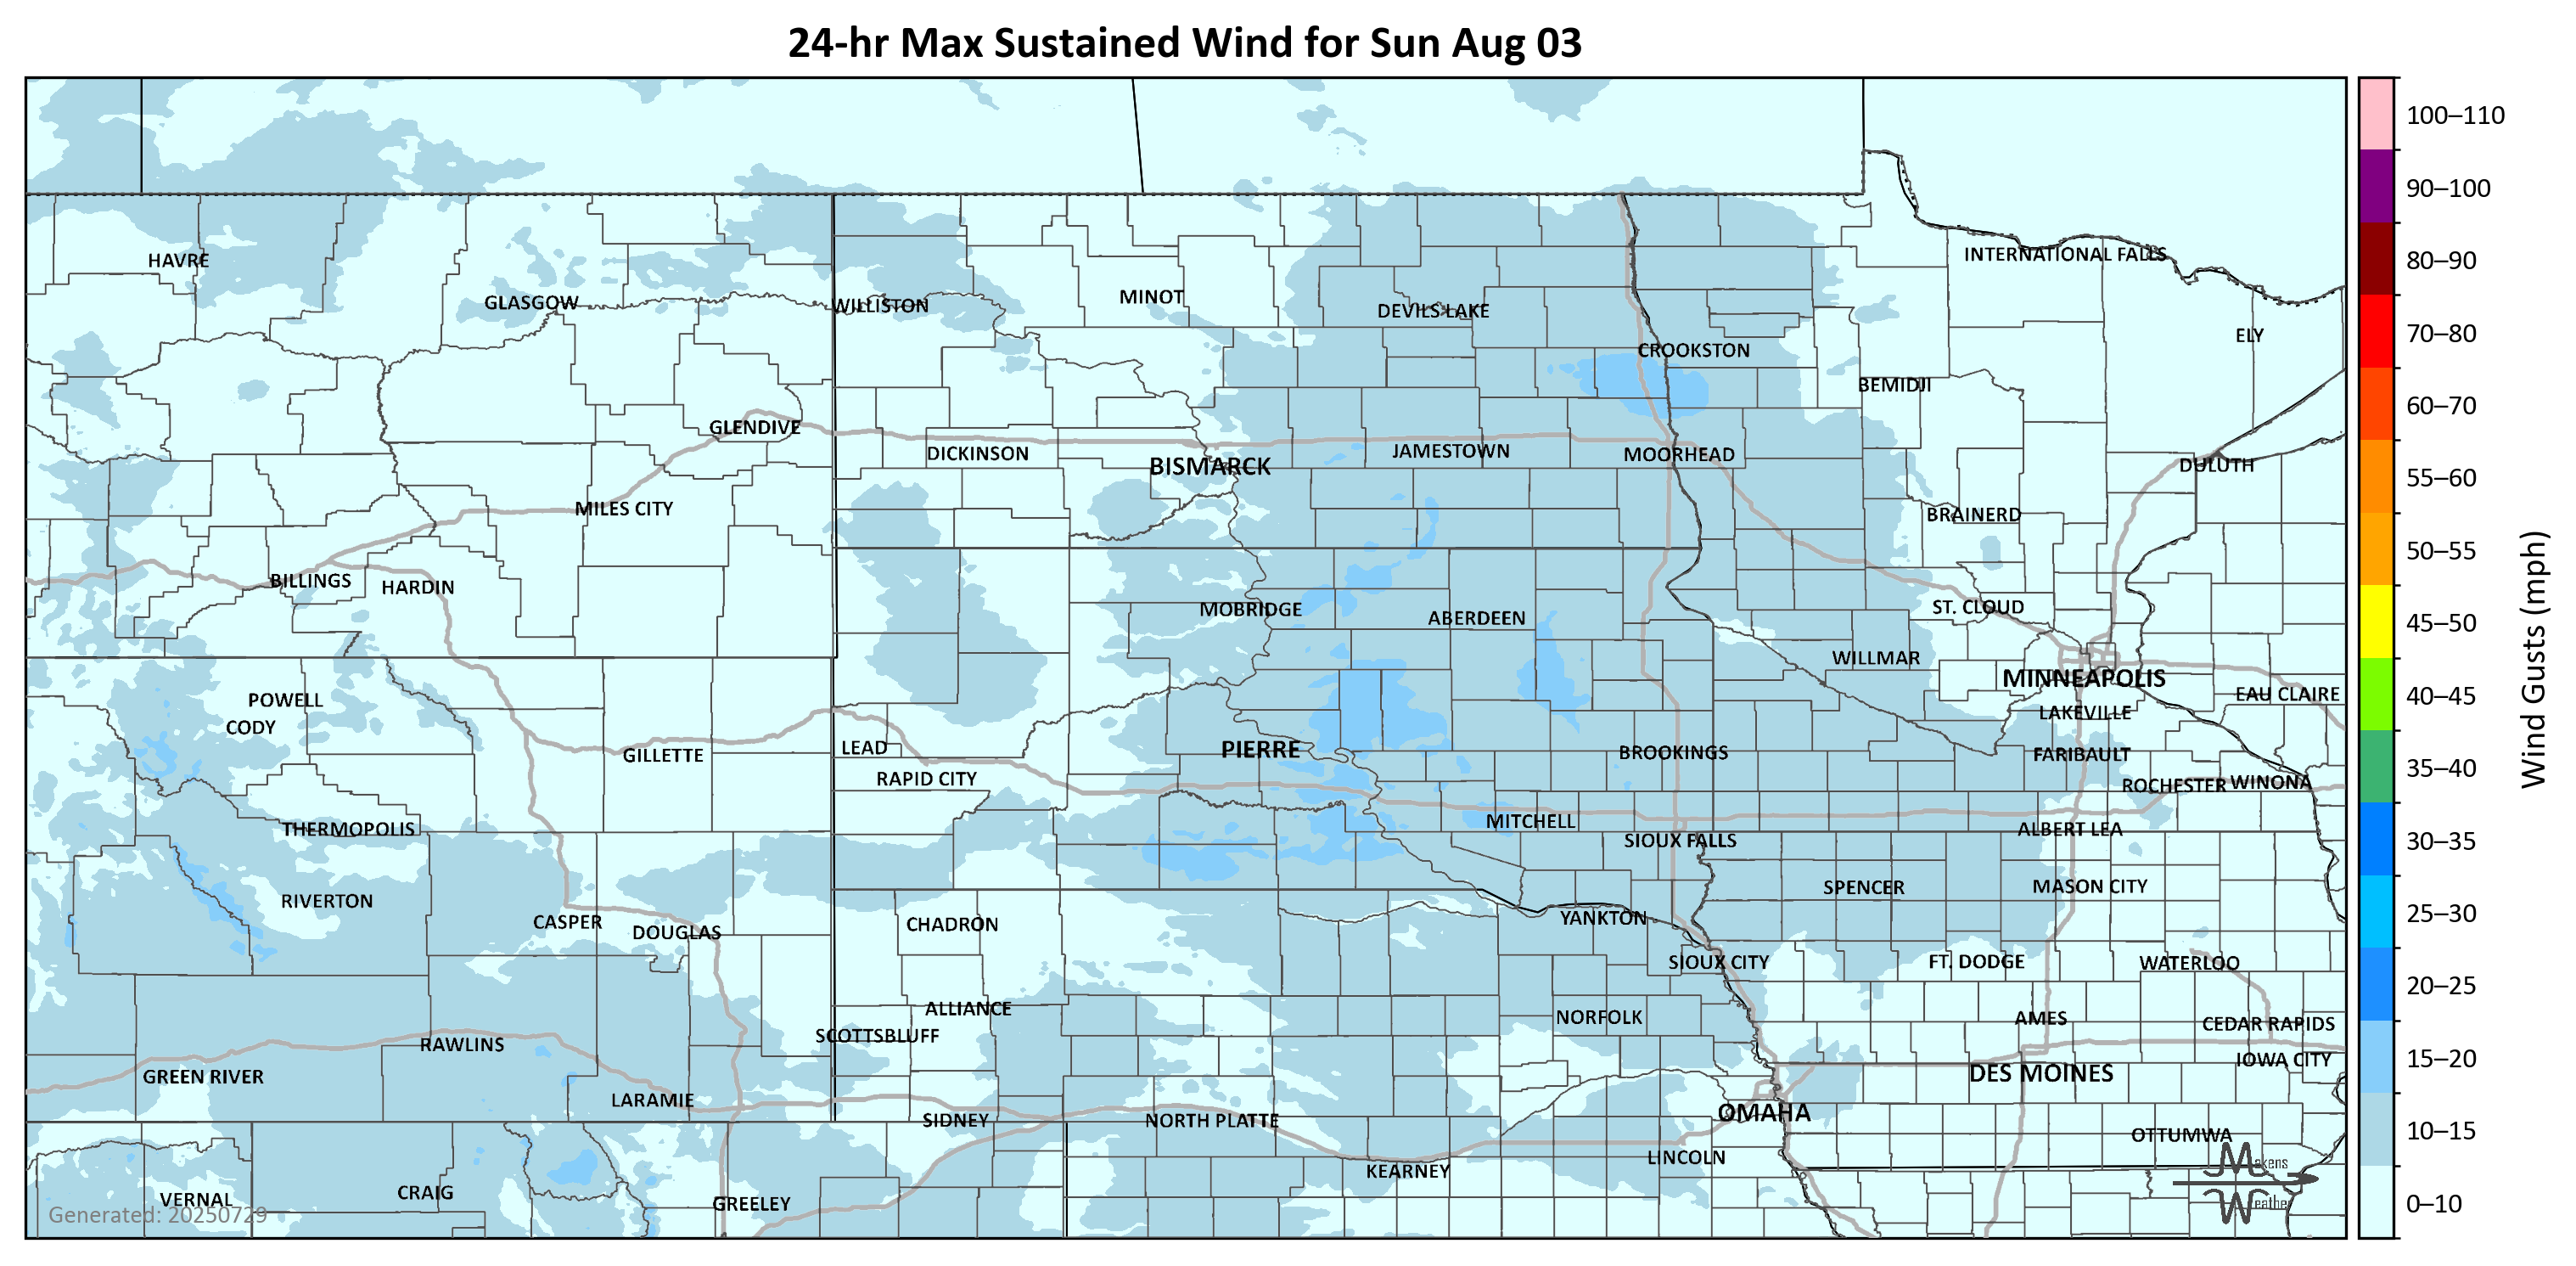 24-hr Max Sustained Wind for Sun Aug 03
100–110
90–100
80–90
70–80
60–70
55–60
50–55
45–50
40–45
35–40
30–35
25–30
20–25
15–20
10–15
0–10
Wind Gusts (mph)
HAVRE
INTERNATIONAL FALLS
GLASGOW
WILLISTON
MINOT
DEVILS LAKE
ELY
CROOKSTON
BEMIDJI
GLENDIVE
DICKINSON
BISMARCK
JAMESTOWN
MOORHEAD
DULUTH
MILES CITY
BRAINERD
BILLINGS
HARDIN
MOBRIDGE
ABERDEEN
ST. CLOUD
WILLMAR
MINNEAPOLIS
POWELL
EAU CLAIRE
CODY
LAKEVILLE
GILLETTE
LEAD
PIERRE
BROOKINGS
FARIBAULT
RAPID CITY
ROCHESTER
WINONA
THERMOPOLIS
MITCHELL
SIOUX FALLS
ALBERT LEA
RIVERTON
SPENCER
MASON CITY
CASPER
DOUGLAS
CHADRON
YANKTON
SIOUX CITY
FT. DODGE
WATERLOO
ALLIANCE
NORFOLK
AMES
CEDAR RAPIDS
RAWLINS
SCOTTSBLUFF
IOWA CITY
GREEN RIVER
DES MOINES
LARAMIE
SIDNEY
NORTH PLATTE
OMAHA
OTTUMWA
LINCOLN
KEARNEY
VERNAL
CRAIG
GREELEY
Generated: 20250729
Makens
Weather